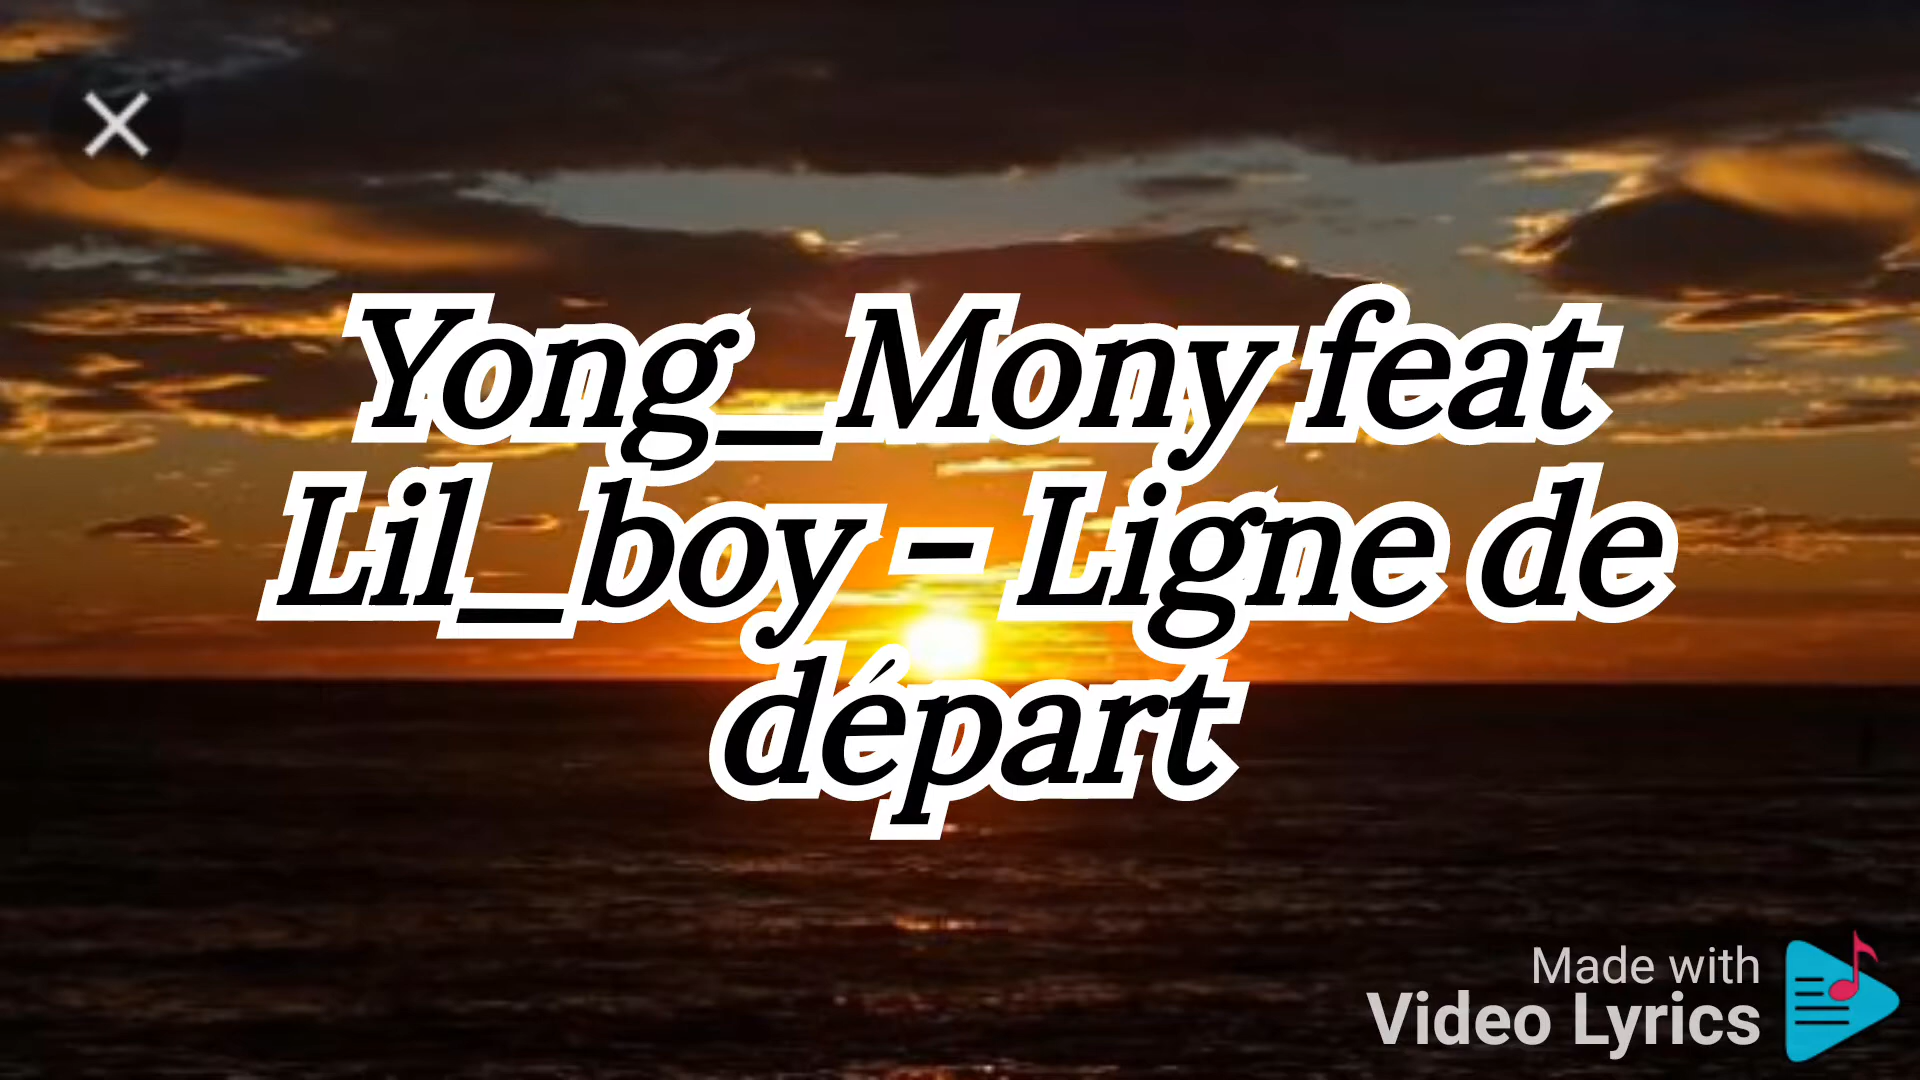 Yong_Mony feat
Lil_boy - Ligne de
départ
Made with
Video Lyrics